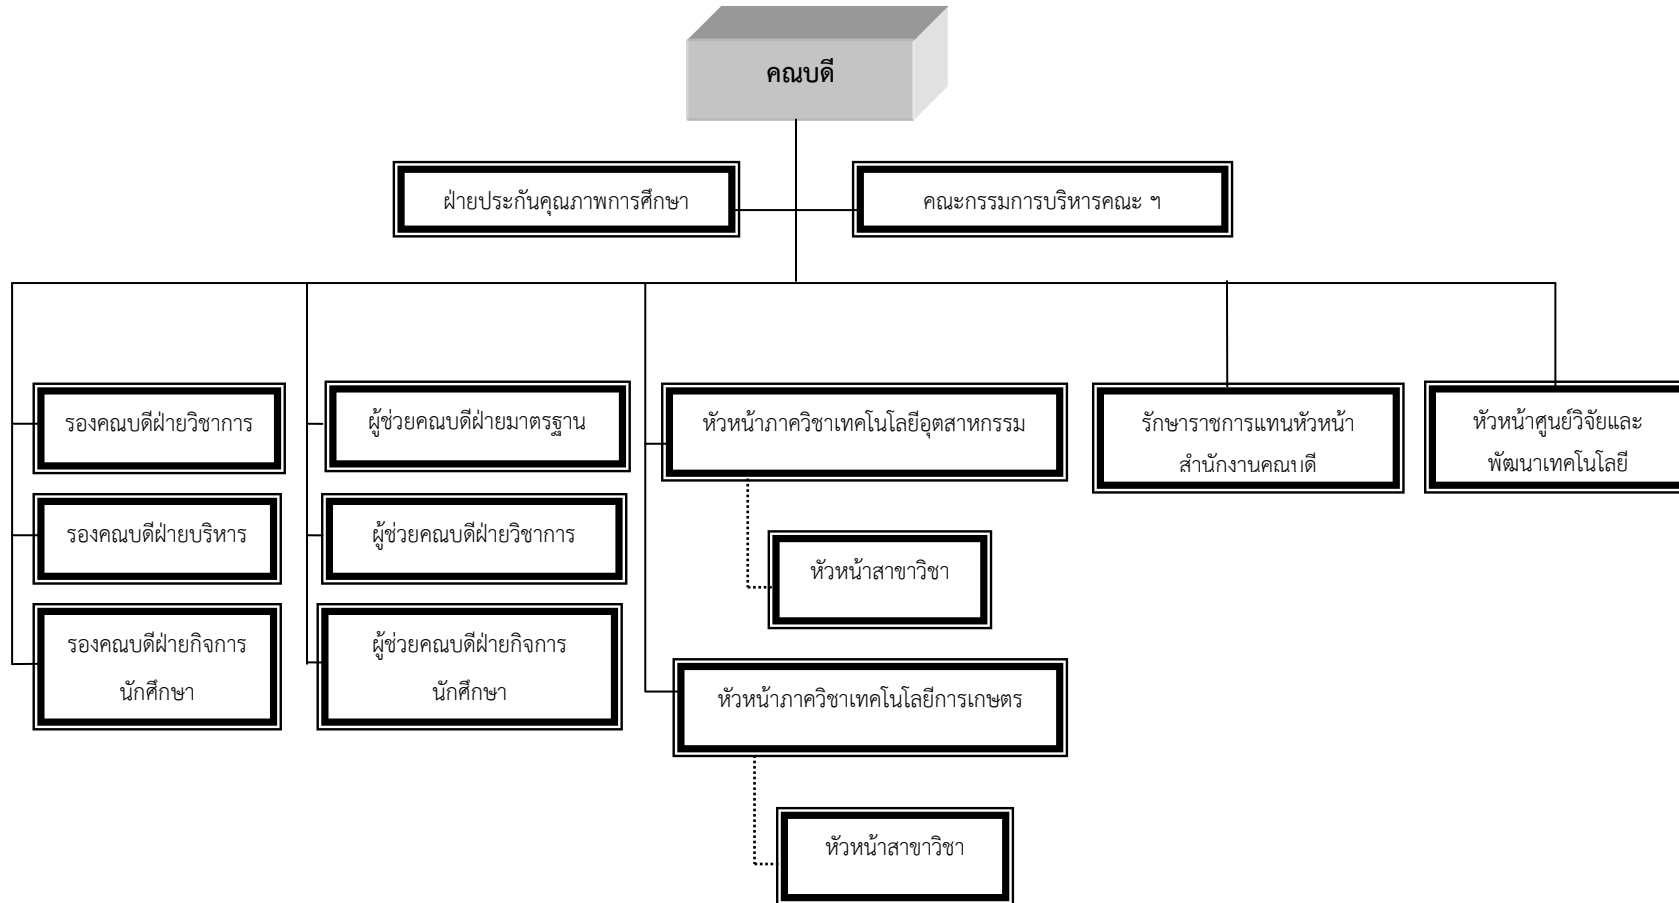 คณบดี
ฝ่ายประกันคุณภาพการศึกษา
คณะกรรมการบริหารคณะ ฯ
รองคณบดีฝ่ายวิชาการ
รองคณบดีฝ่ายบริหาร
รองคณบดีฝ่ายกิจการ
นักศึกษา
ผู้ช่วยคณบดีฝ่ายมาตรฐาน
ผู้ช่วยคณบดีฝ่ายวิชาการ
ผู้ช่วยคณบดีฝ่ายกิจการ
นักศึกษา
หัวหน้าภาควิชาเทคโนโลยีอุตสาหกรรม
หัวหน้าสาขาวิชา
หัวหน้าภาควิชาเทคโนโลยีการเกษตร
หัวหน้าสาขาวิชา
รักษาราชการแทนหัวหน้า
สำนักงานคณบดี
หัวหน้าศูนย์วิจัยและ
พัฒนาเทคโนโลยี